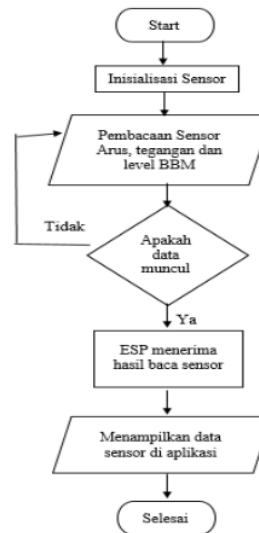 Start
Inisialisasi Sensor
Pembacaan Sensor
Arus, tegangan dan
level BBM
Tidak
Apakah
data
muncul
Ya
ESP menerima
hasil baca sensor
Menampilkan data
sensor di aplikasi
Selesai